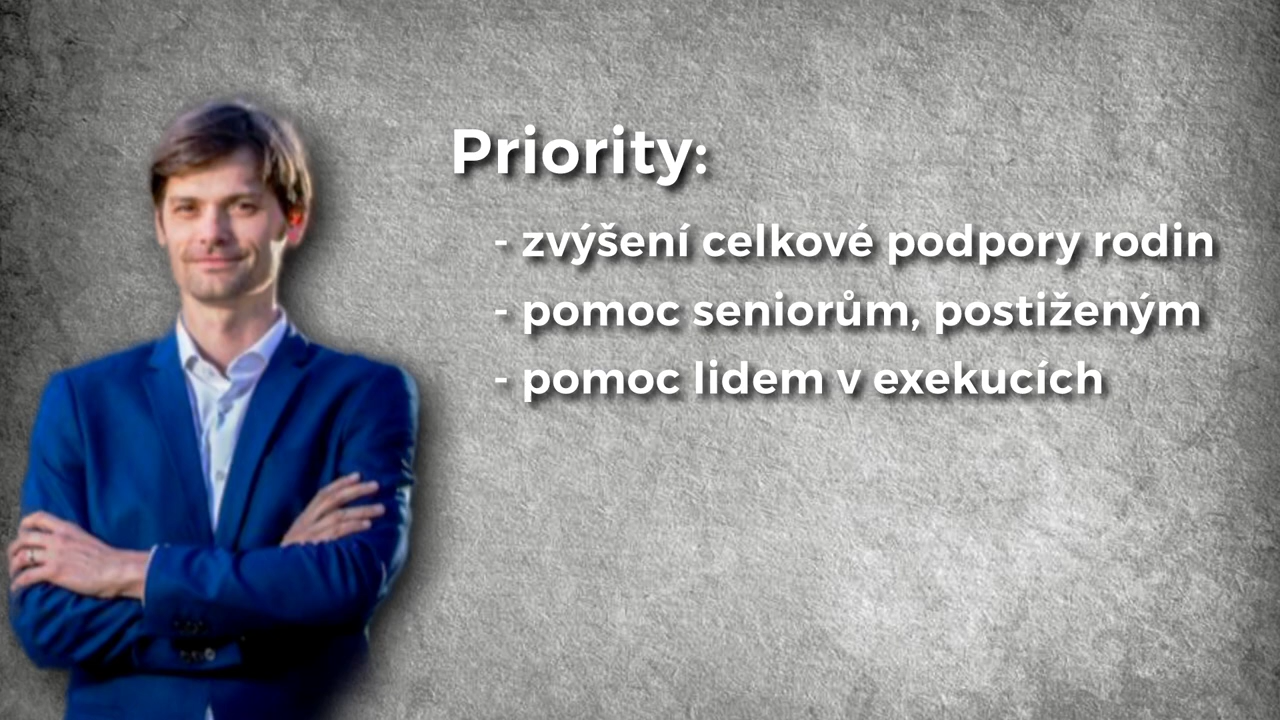 Priority:
- zvýšení celkové podpory rodin
- pomoc seniorům, postiženým
- pomoc lidem v exekucích